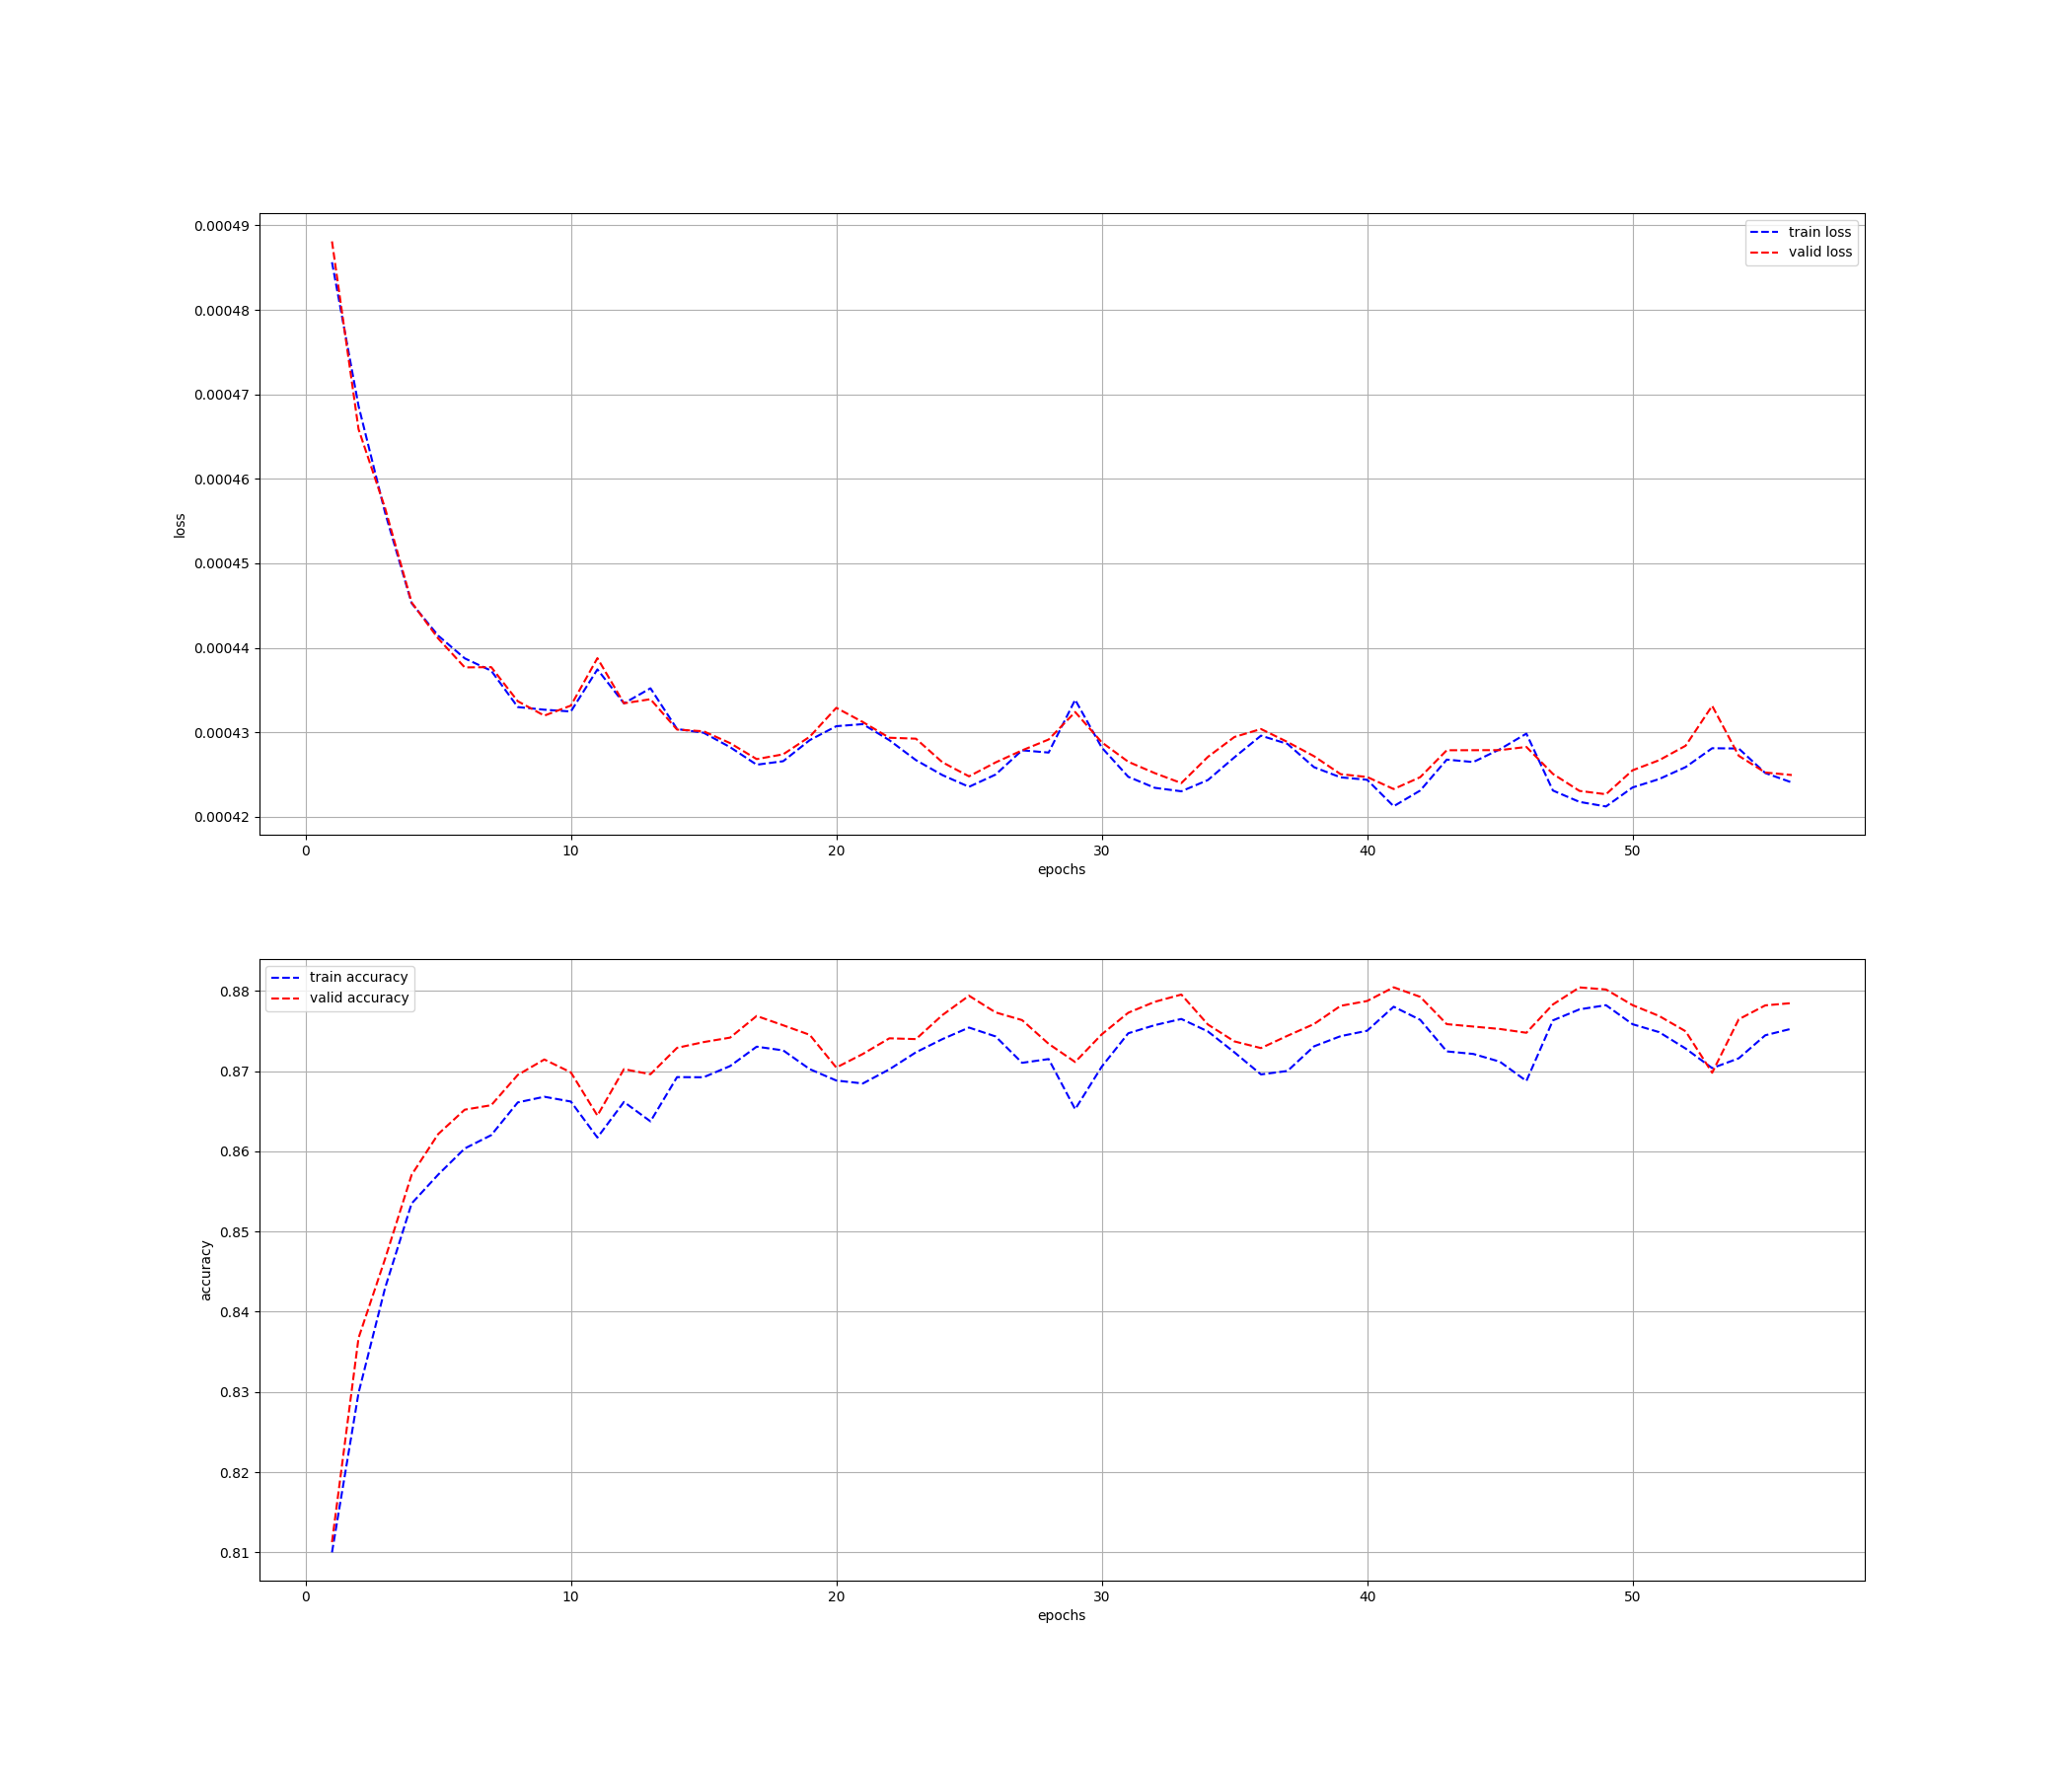 0.00049
0.00048
0.00047
0.00046
0.00045
0.00044
0.00043
0.00042
loss
train loss
valid loss
0 10 20 30 40 50
epochs
train accuracy
valid accuracy
0.88
0.87
0.86
0.85
0.84
0.83
0.82
0.81
accuracy
0 10 20 30 40 50
epochs